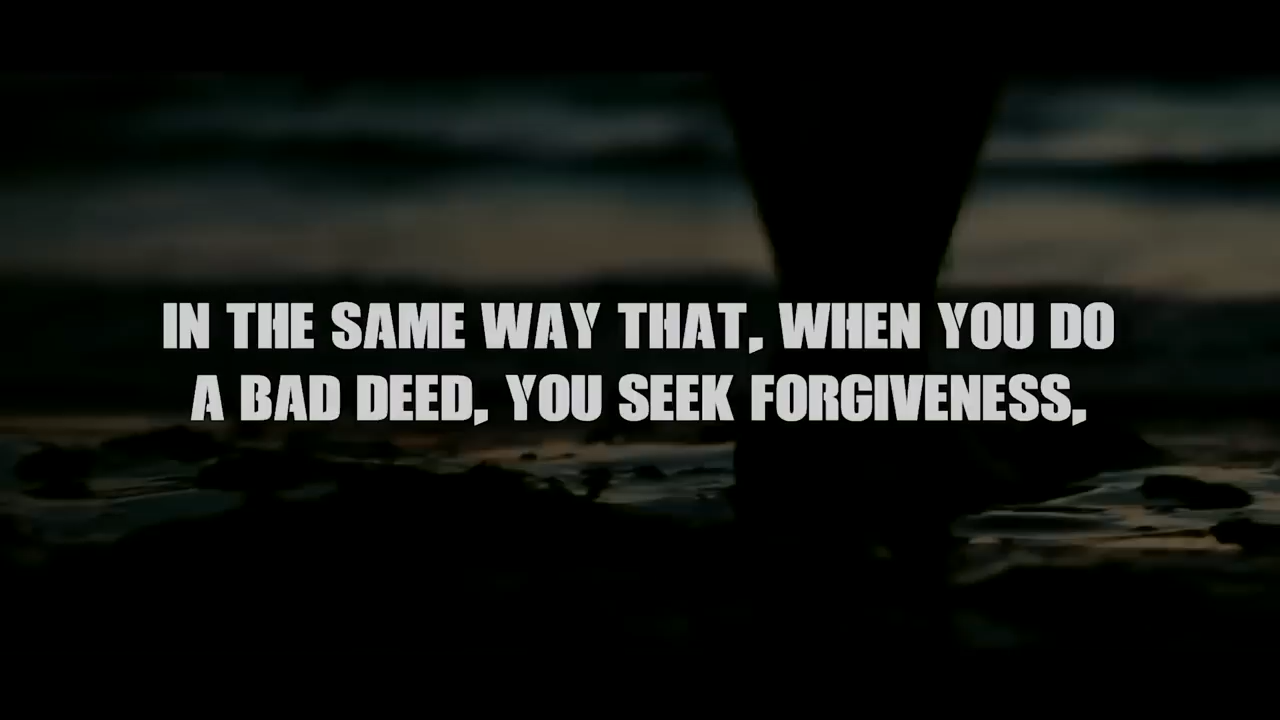 IN THE SAME WAY THAT, WHEN YOU DO
A BAD DEED, YOU SEEK FORGIVENESS,